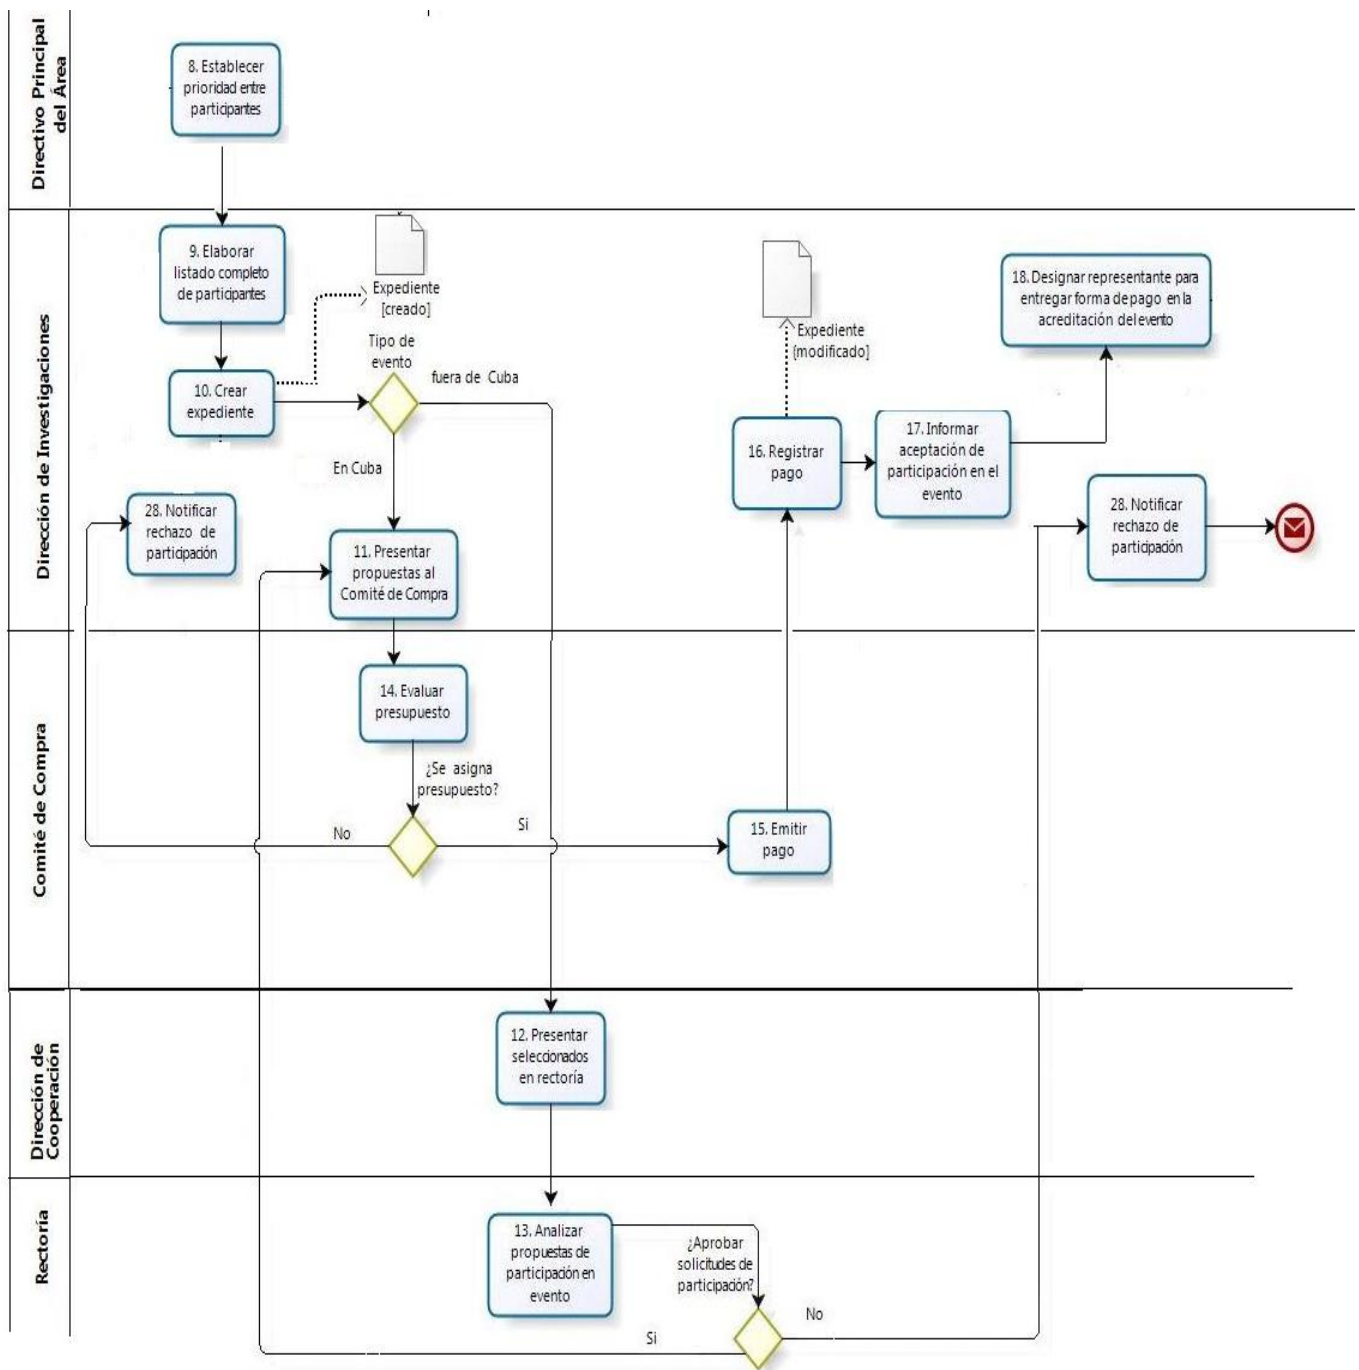 Directivo Principal
del Área
8. Establecer
prioridad entre
participantes
Dirección de Investigaciones
9. Elaborar
listado completo
de participantes
Expediente
[creado]
10. Crear
expediente
Tipo de
evento
fuera de Cuba
En Cuba
28. Notificar
rechazo de
participación
11. Presentar
propuestas al
Comité de Compra
Expediente
[modificado]
16. Registrar
pago
17. Informar
aceptación de
participación en el
evento
18. Designar representante para
entregar forma de pago en la
acreditación del evento
28. Notificar
rechazo de
participación
Comité de Compra
14. Evaluar
presupuesto
¿Se asigna
presupuesto?
No
Si
15. Emitir
pago
Dirección de
Cooperación
12. Presentar
seleccionados
en rectoría
Rectoría
13. Analizar
propuestas de
participación en
evento
¿Aprobar
solicitudes de
participación?
Si
No